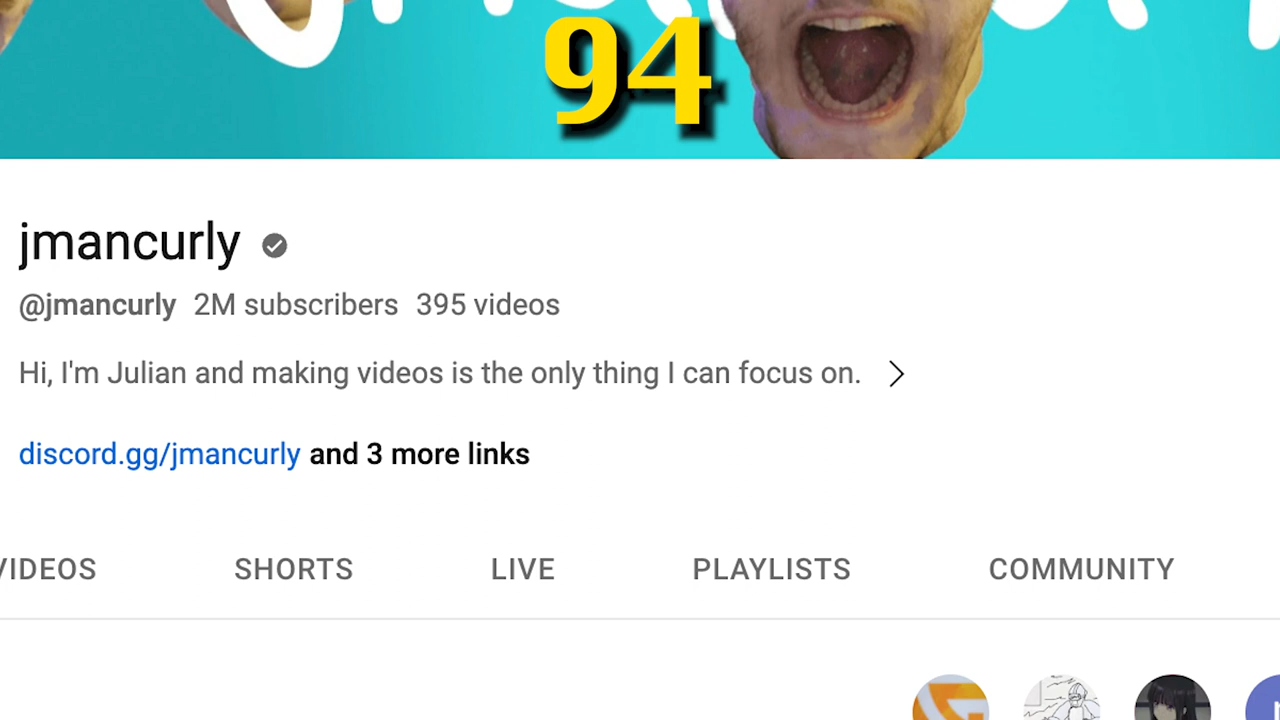 94
jmancurly
@jmancurly 2M subscribers 395 videos
Hi, I'm Julian and making videos is the only thing I can focus on.
discord.gg/jmancurly and 3 more links
VIDEOS SHORTS LIVE PLAYLISTS COMMUNITY